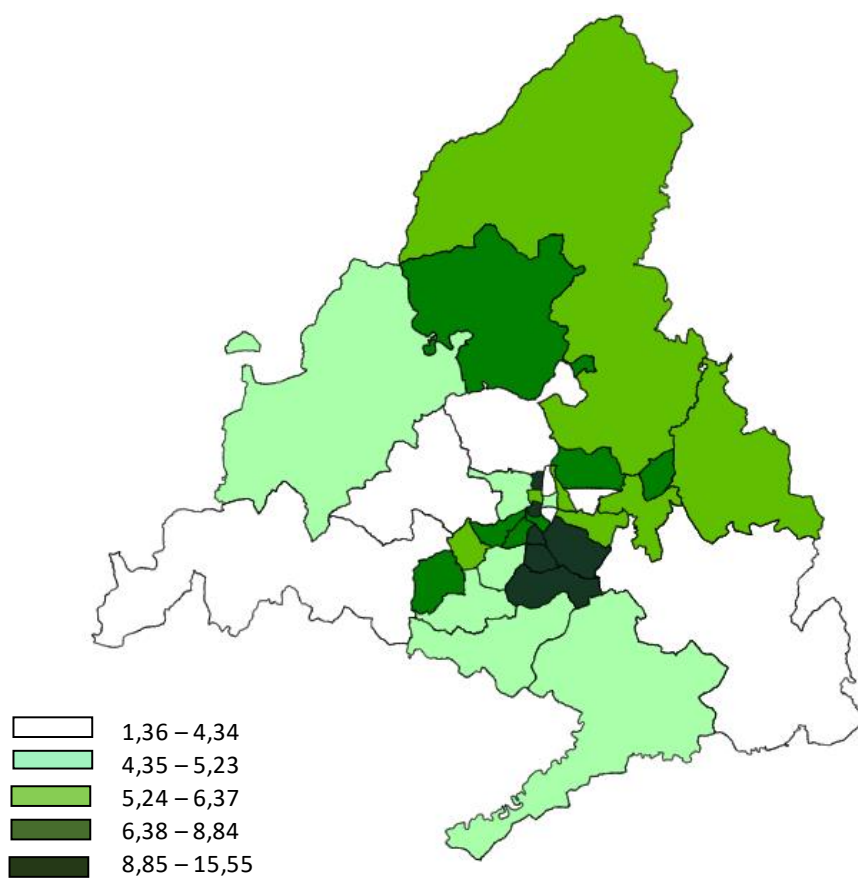 1,36 – 4,34
4,35 – 5,23
5,24 – 6,37
6,38 – 8,84
8,85 – 15,55